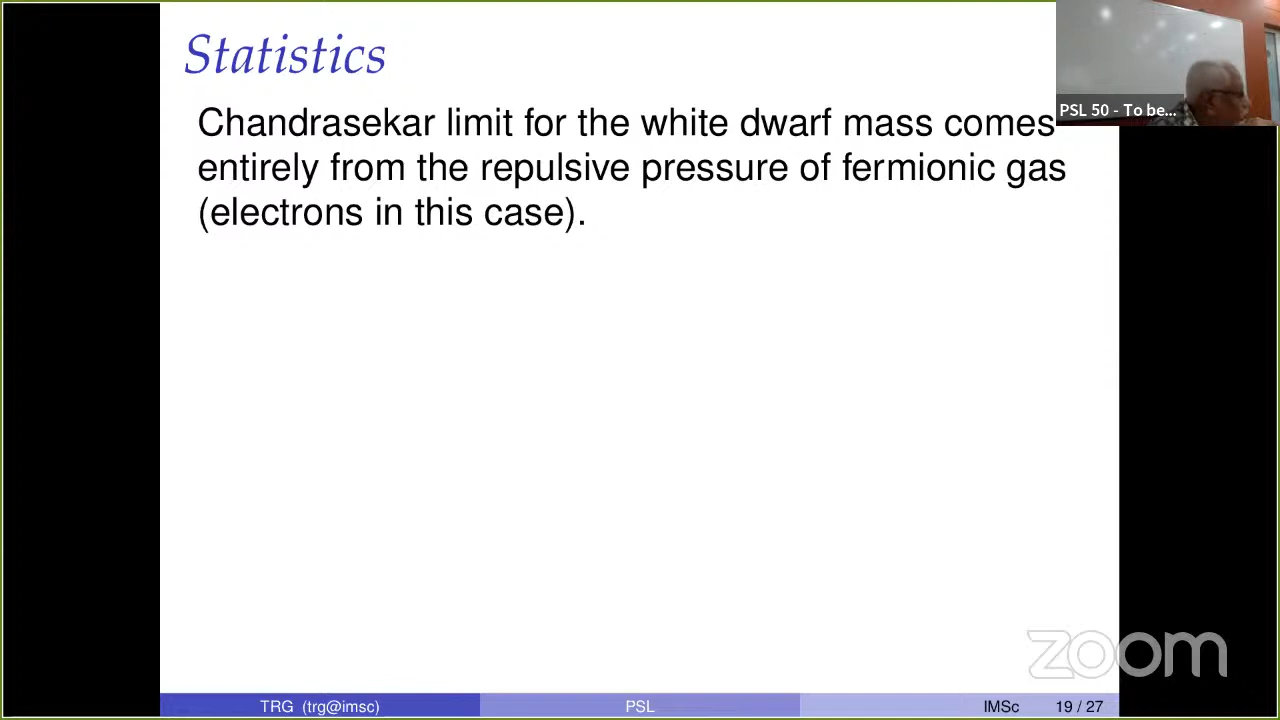 Statistics
Chandrasekar limit for the white dwarf mass comes
entirely from the repulsive pressure of fermionic gas
(electrons in this case).
PSL 50 - To be...
zoom
TRG (trg@imsc) PSL IMSc 19 / 27